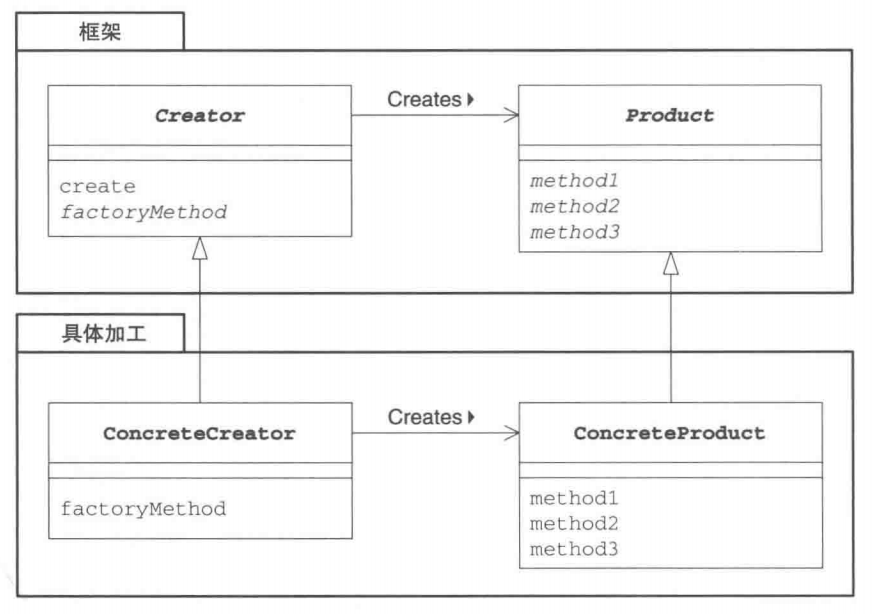 框架
Creator
Creates
Product
create
factoryMethod
method1
method2
method3
具体加工
ConcreteCreator
Creates
ConcreteProduct
factoryMethod
method1
method2
method3